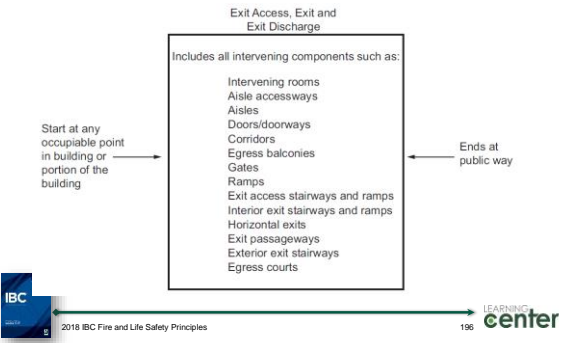 Exit Access, Exit and
Exit Discharge
Includes all intervening components such as:
Intervening rooms
Aisle accessways
Aisles
Doors/doorways
Corridors
Egress balconies
Gates
Ramps
Exit access stairways and ramps
Interior exit stairways and ramps
Horizontal exits
Exit passageways
Exterior exit stairways
Egress courts
Start at any
occupiable point
in building or
portion of the
building
Ends at
public way
IBC
2018 IBC Fire and Life Safety Principles
196
LEARNING
center